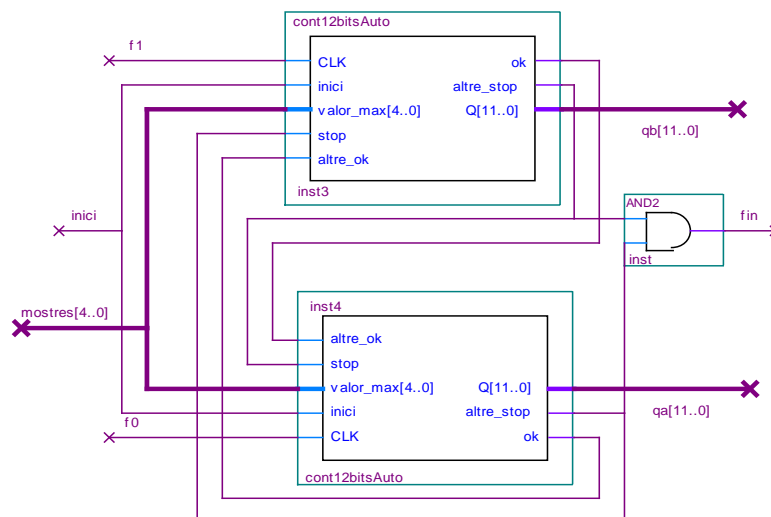 cont12bitsAuto
f1
CLK
ok
inici
altre_stop
valor_max[4..0]
Q[11..0]
stop
qb[11..0]
altre_ok
inst3
AND2
inici
fin
inst
inst4
mostres[4..0]
altre_ok
stop
valor_max[4..0]
Q[11..0]
inici
altre_stop
qa[11..0]
f0
CLK
ok
cont12bitsAuto